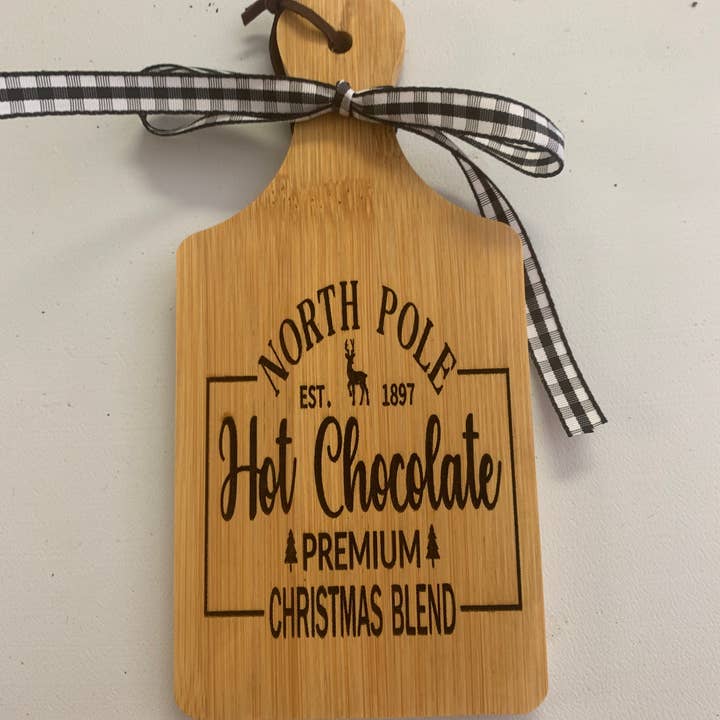 NORTH POLE
EST. 1897
Hot Chocolate
PREMIUM
CHRISTMAS BLEND